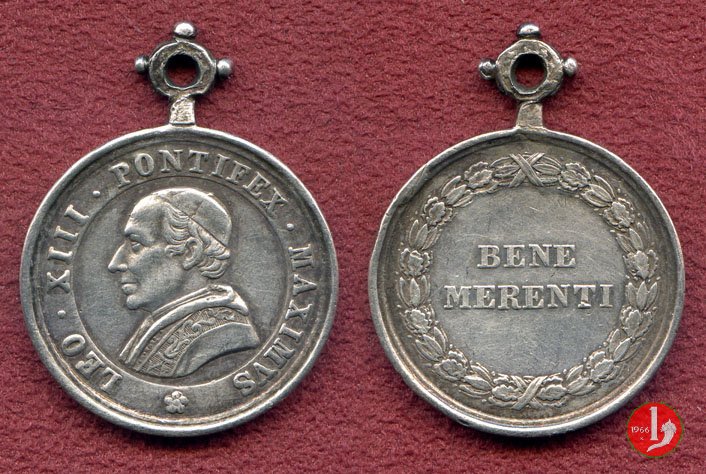 LEO · XIII · PONTIFEX · MAXIMVS
BENE
MERENTI
1966